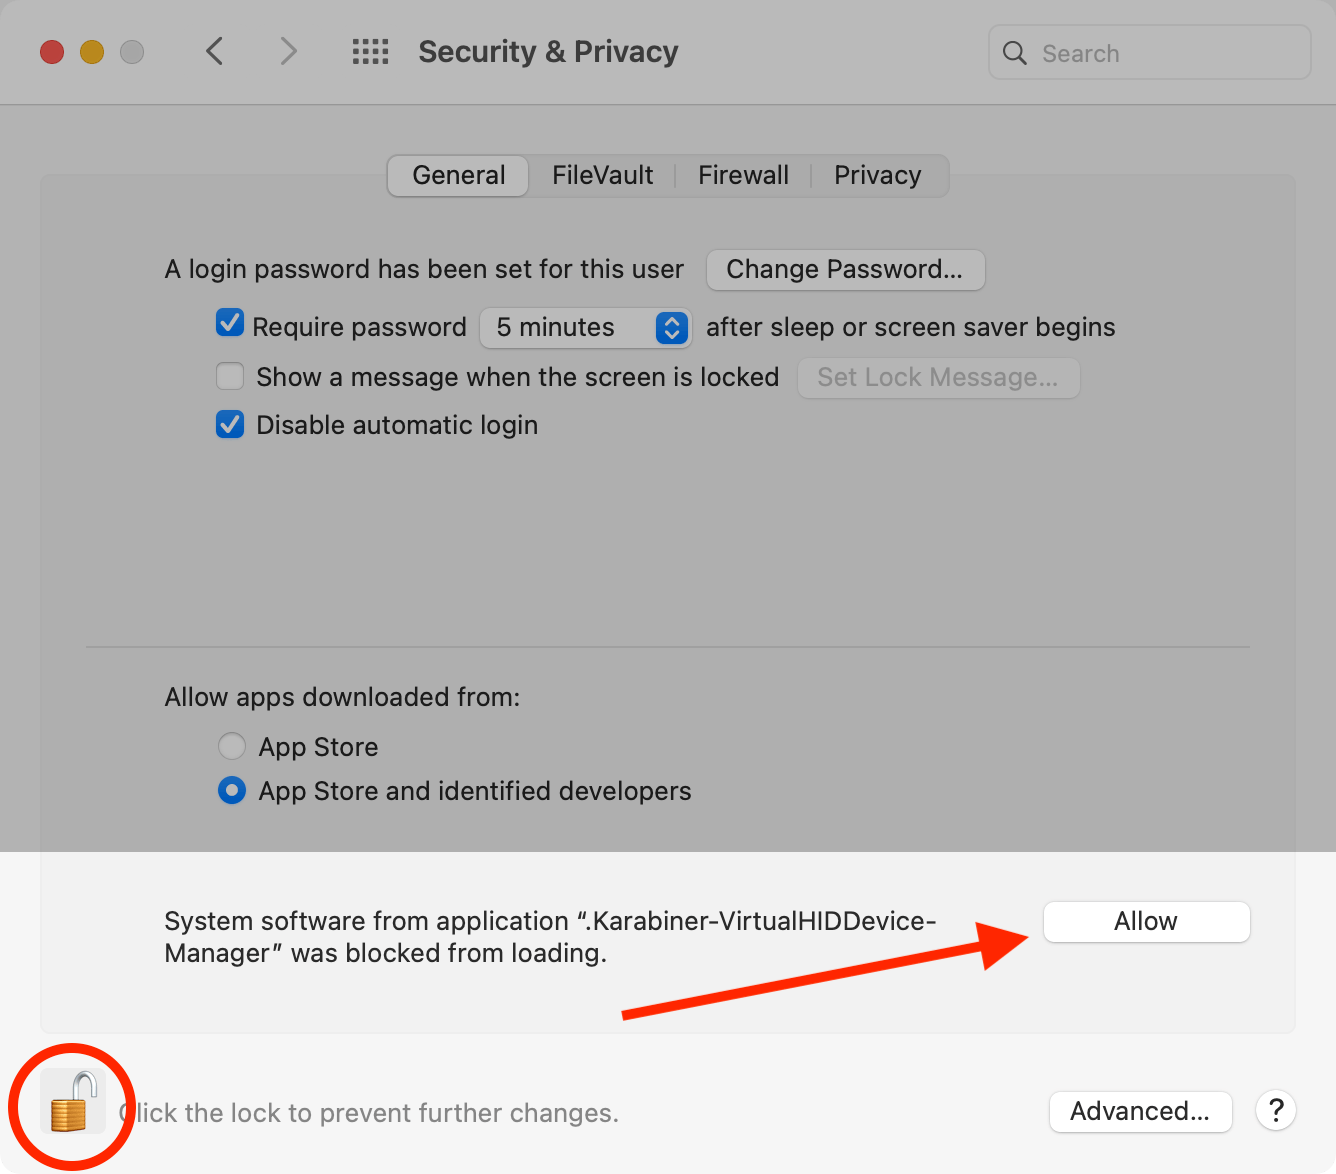 Security & Privacy
Search
General FileVault Firewall Privacy
A login password has been set for this user Change Password...
Require password 5 minutes after sleep or screen saver begins
Show a message when the screen is locked Set Lock Message...
Disable automatic login
Allow apps downloaded from:
App Store
App Store and identified developers
System software from application “.Karabiner-VirtualHIDDevice-
Manager” was blocked from loading.
Allow
Click the lock to prevent further changes.
Advanced...
?